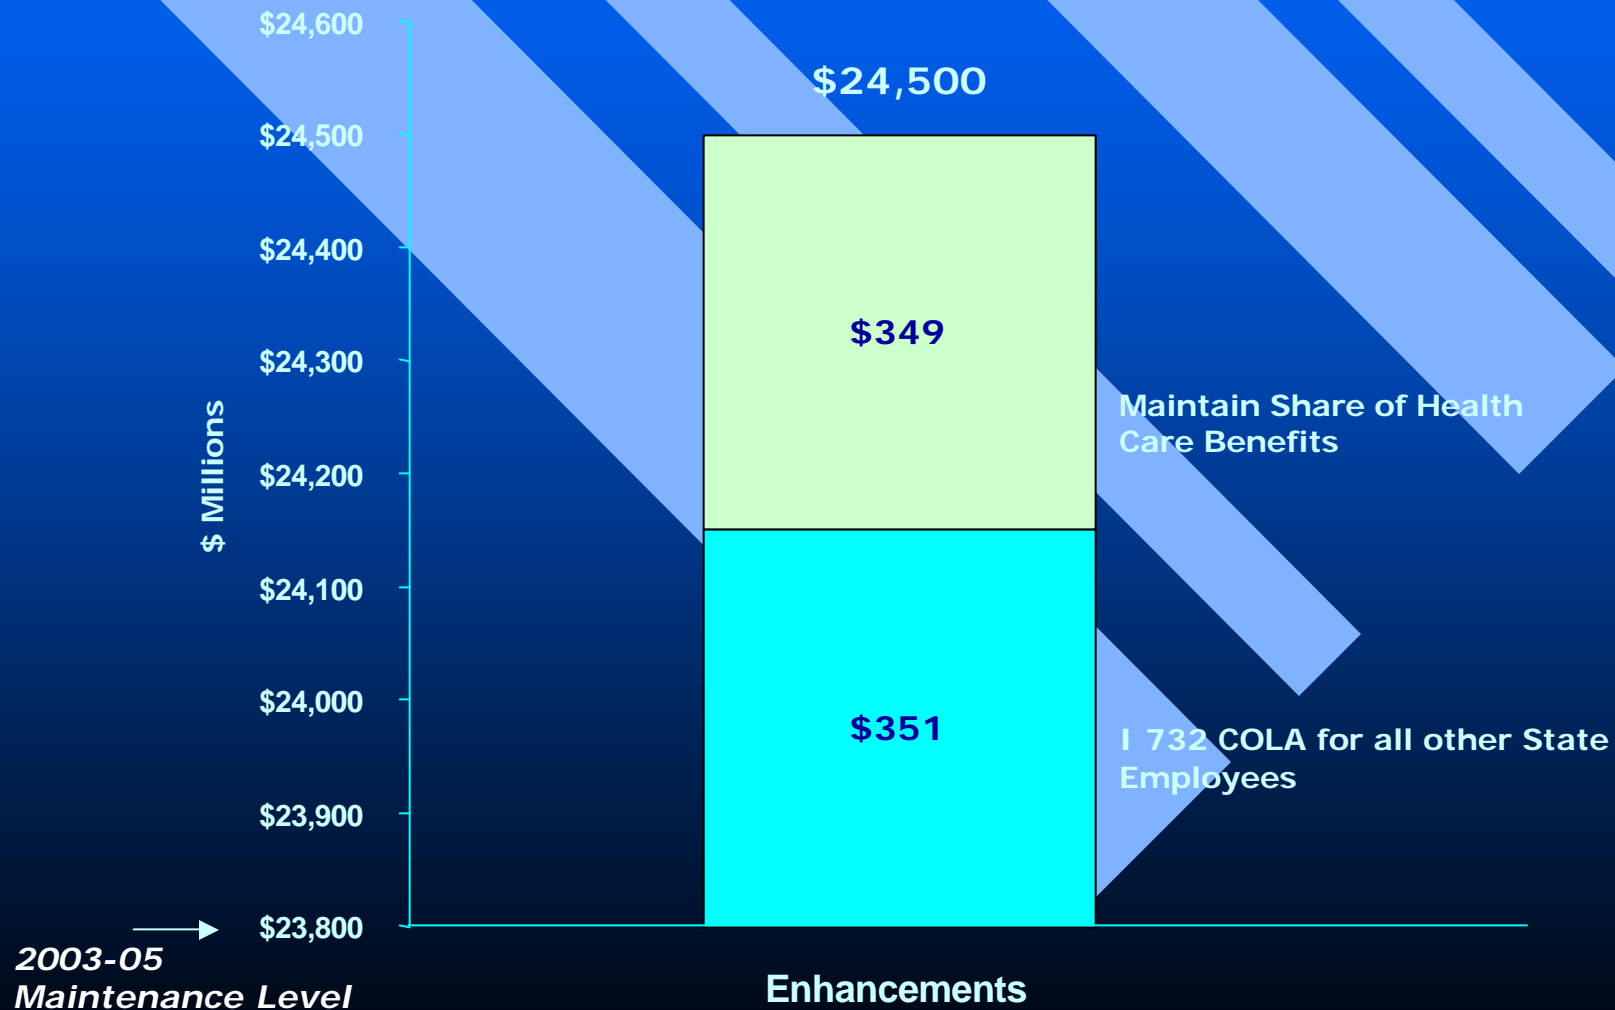 $24,600
$24,500
$24,500
$24,400
$349
$24,300
Maintain Share of Health
Care Benefits
$ Millions
$24,200
$24,100
$24,000
$351
I 732 COLA for all other State
Employees
$23,900
$23,800
2003-05
Maintenance Level
Enhancements